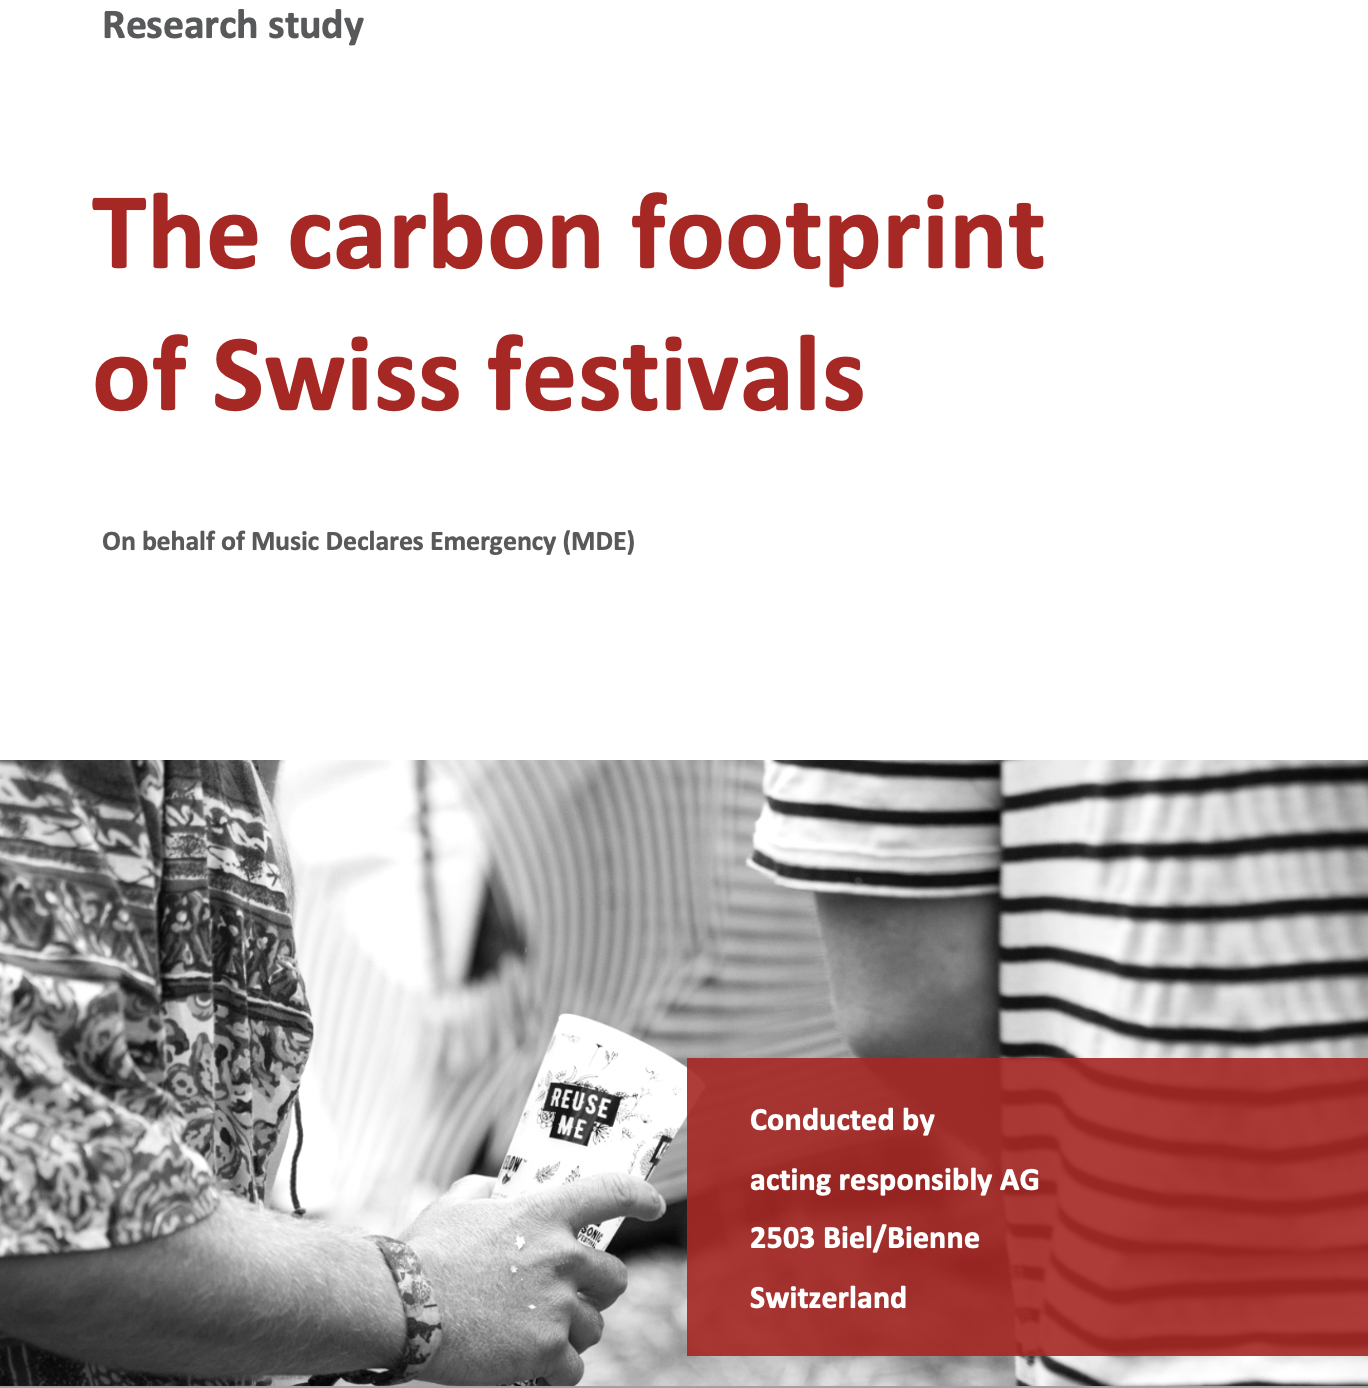 Research study
The carbon footprint
of Swiss festivals
On behalf of Music Declares Emergency (MDE)
REUSE
ME
Conducted by
acting responsibly AG
2503 Biel/Bienne
Switzerland